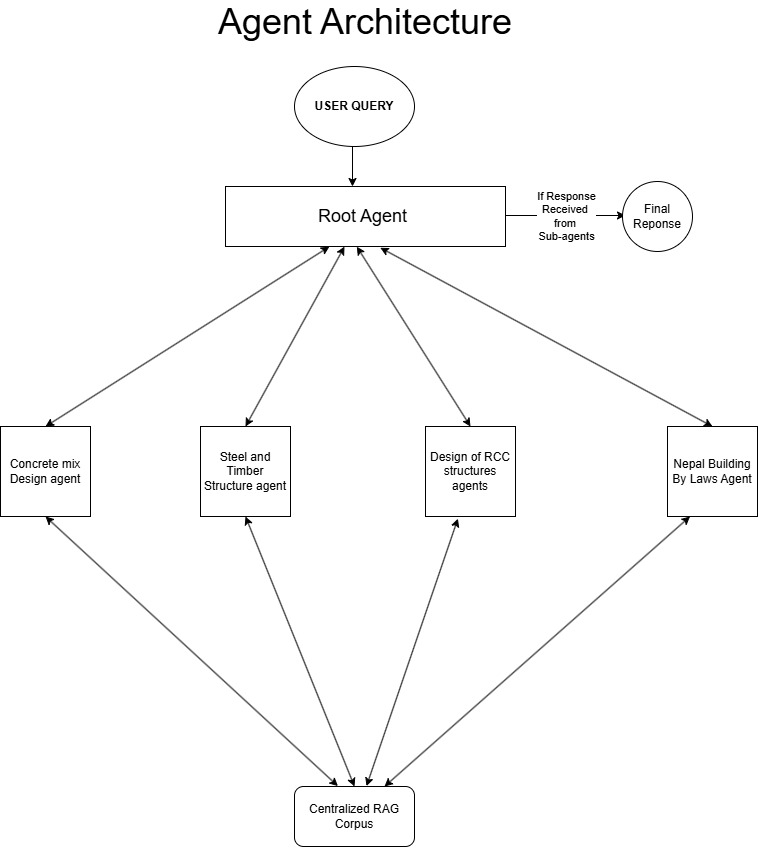 Agent Architecture
USER QUERY
Root Agent
If Response
Received
from
Sub-agents
Final
Reponse
Concrete mix
Design agent
Steel and
Timber
Structure agent
Design of RCC
structures
agents
Nepal Building
By Laws Agent
Centralized RAG
Corpus